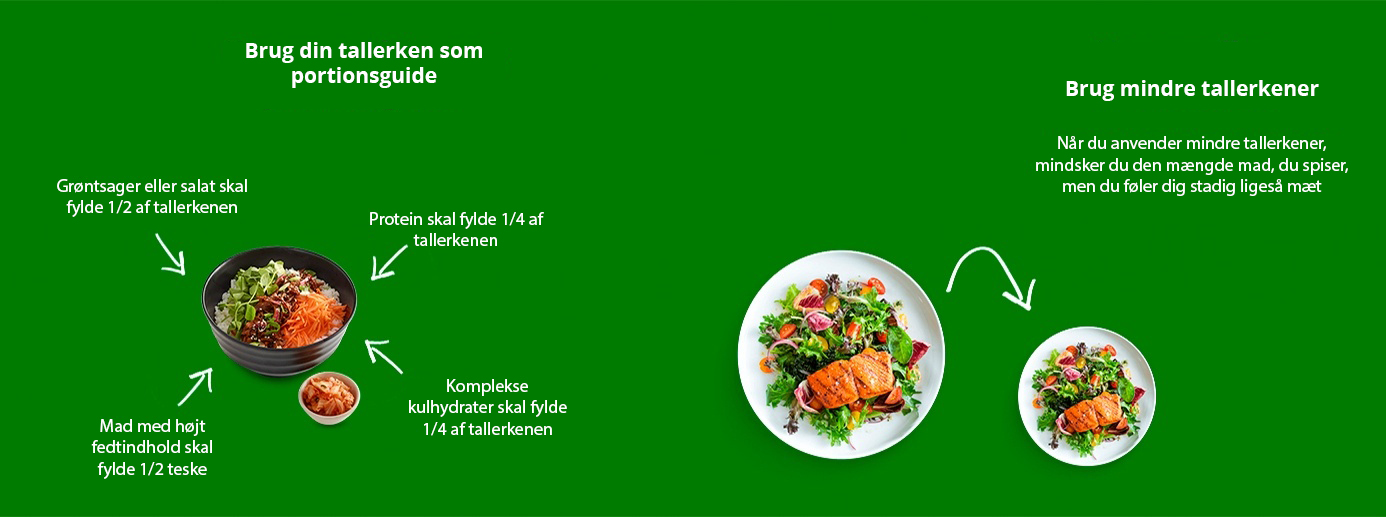 Brug din tallerken som
portionsguide
Grøntsager eller salat skal
fylde 1/2 af tallerkenen
Protein skal fylde 1/4 af
tallerkenen
Mad med højt
fedtindhold skal
fylde 1/2 teske
Komplekse
kulhydrater skal fylde
1/4 af tallerkenen
Brug mindre tallerkener
Når du anvender mindre tallerkener,
mindsker du den mængde mad, du spiser,
men du føler dig stadig ligeså mæt